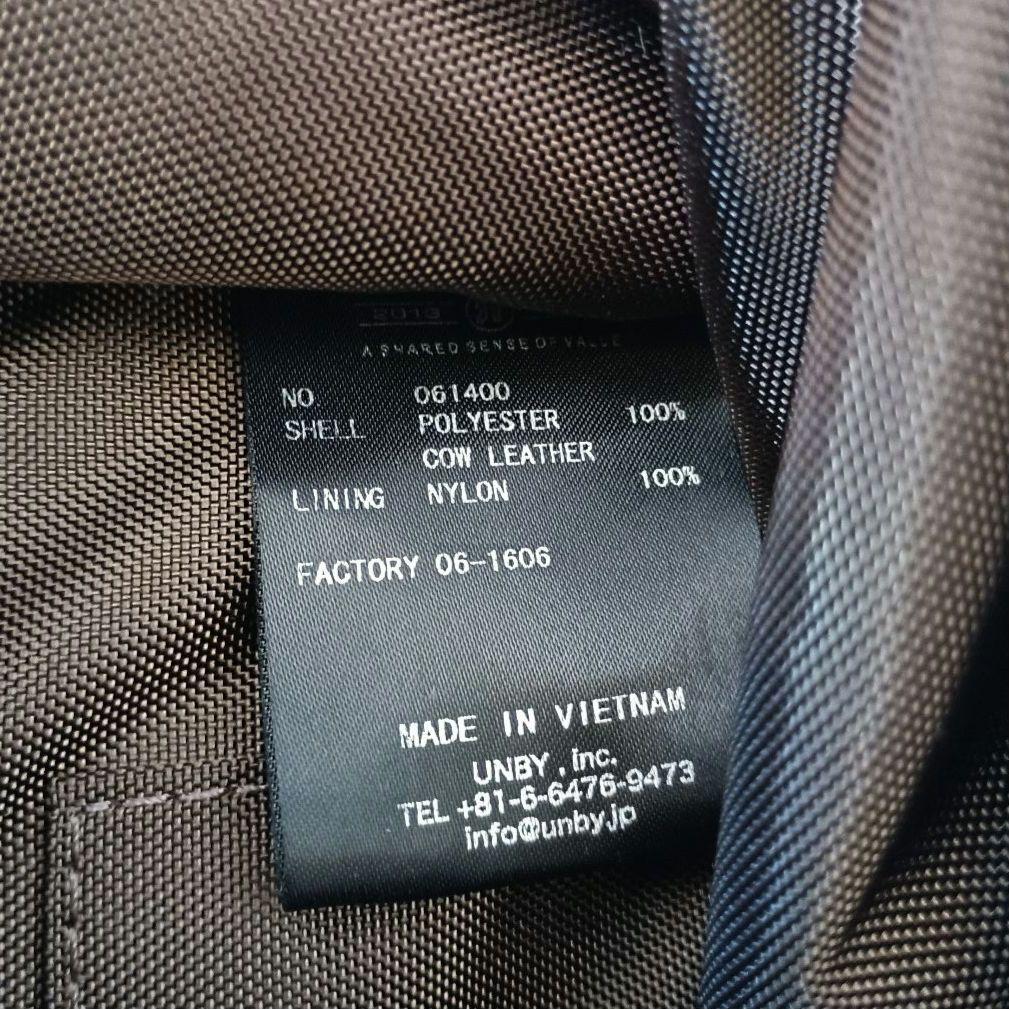 2013
A SHARED SENSE OF VALUE
NO 061400
SHELL POLYESTER 100%
COW LEATHER
LINING NYLON 100%
FACTORY 06-1606
MADE IN VIETNAM
UNBY , inc.
TEL +81-6-6476-9473
info@unby.jp